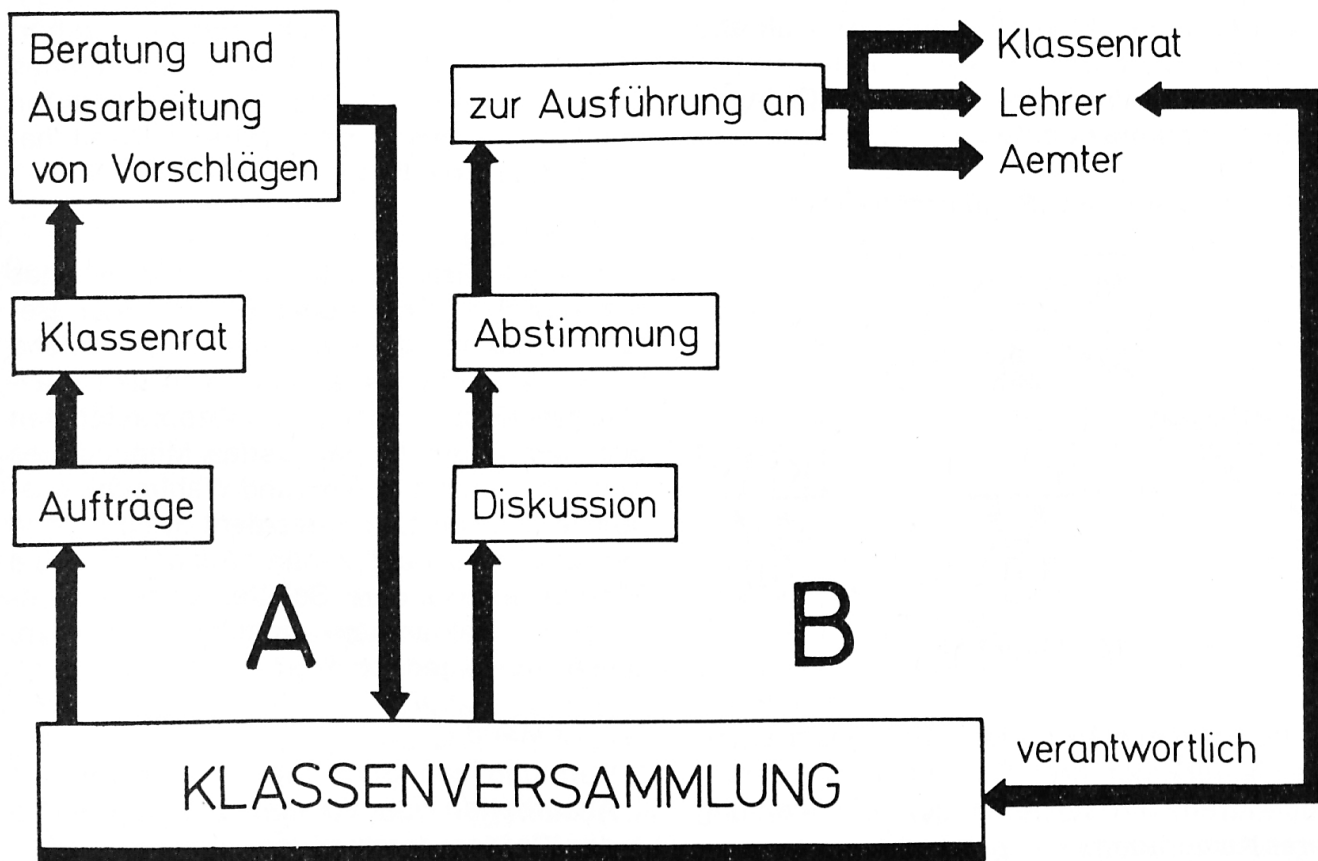 Beratung und
Ausarbeitung
von Vorschlägen
Klassenrat
Aufträge
A
zur Ausführung an
Klassenrat
Lehrer
Aemter
Abstimmung
Diskussion
B
KLASSENVERSAMMLUNG
verantwortlich